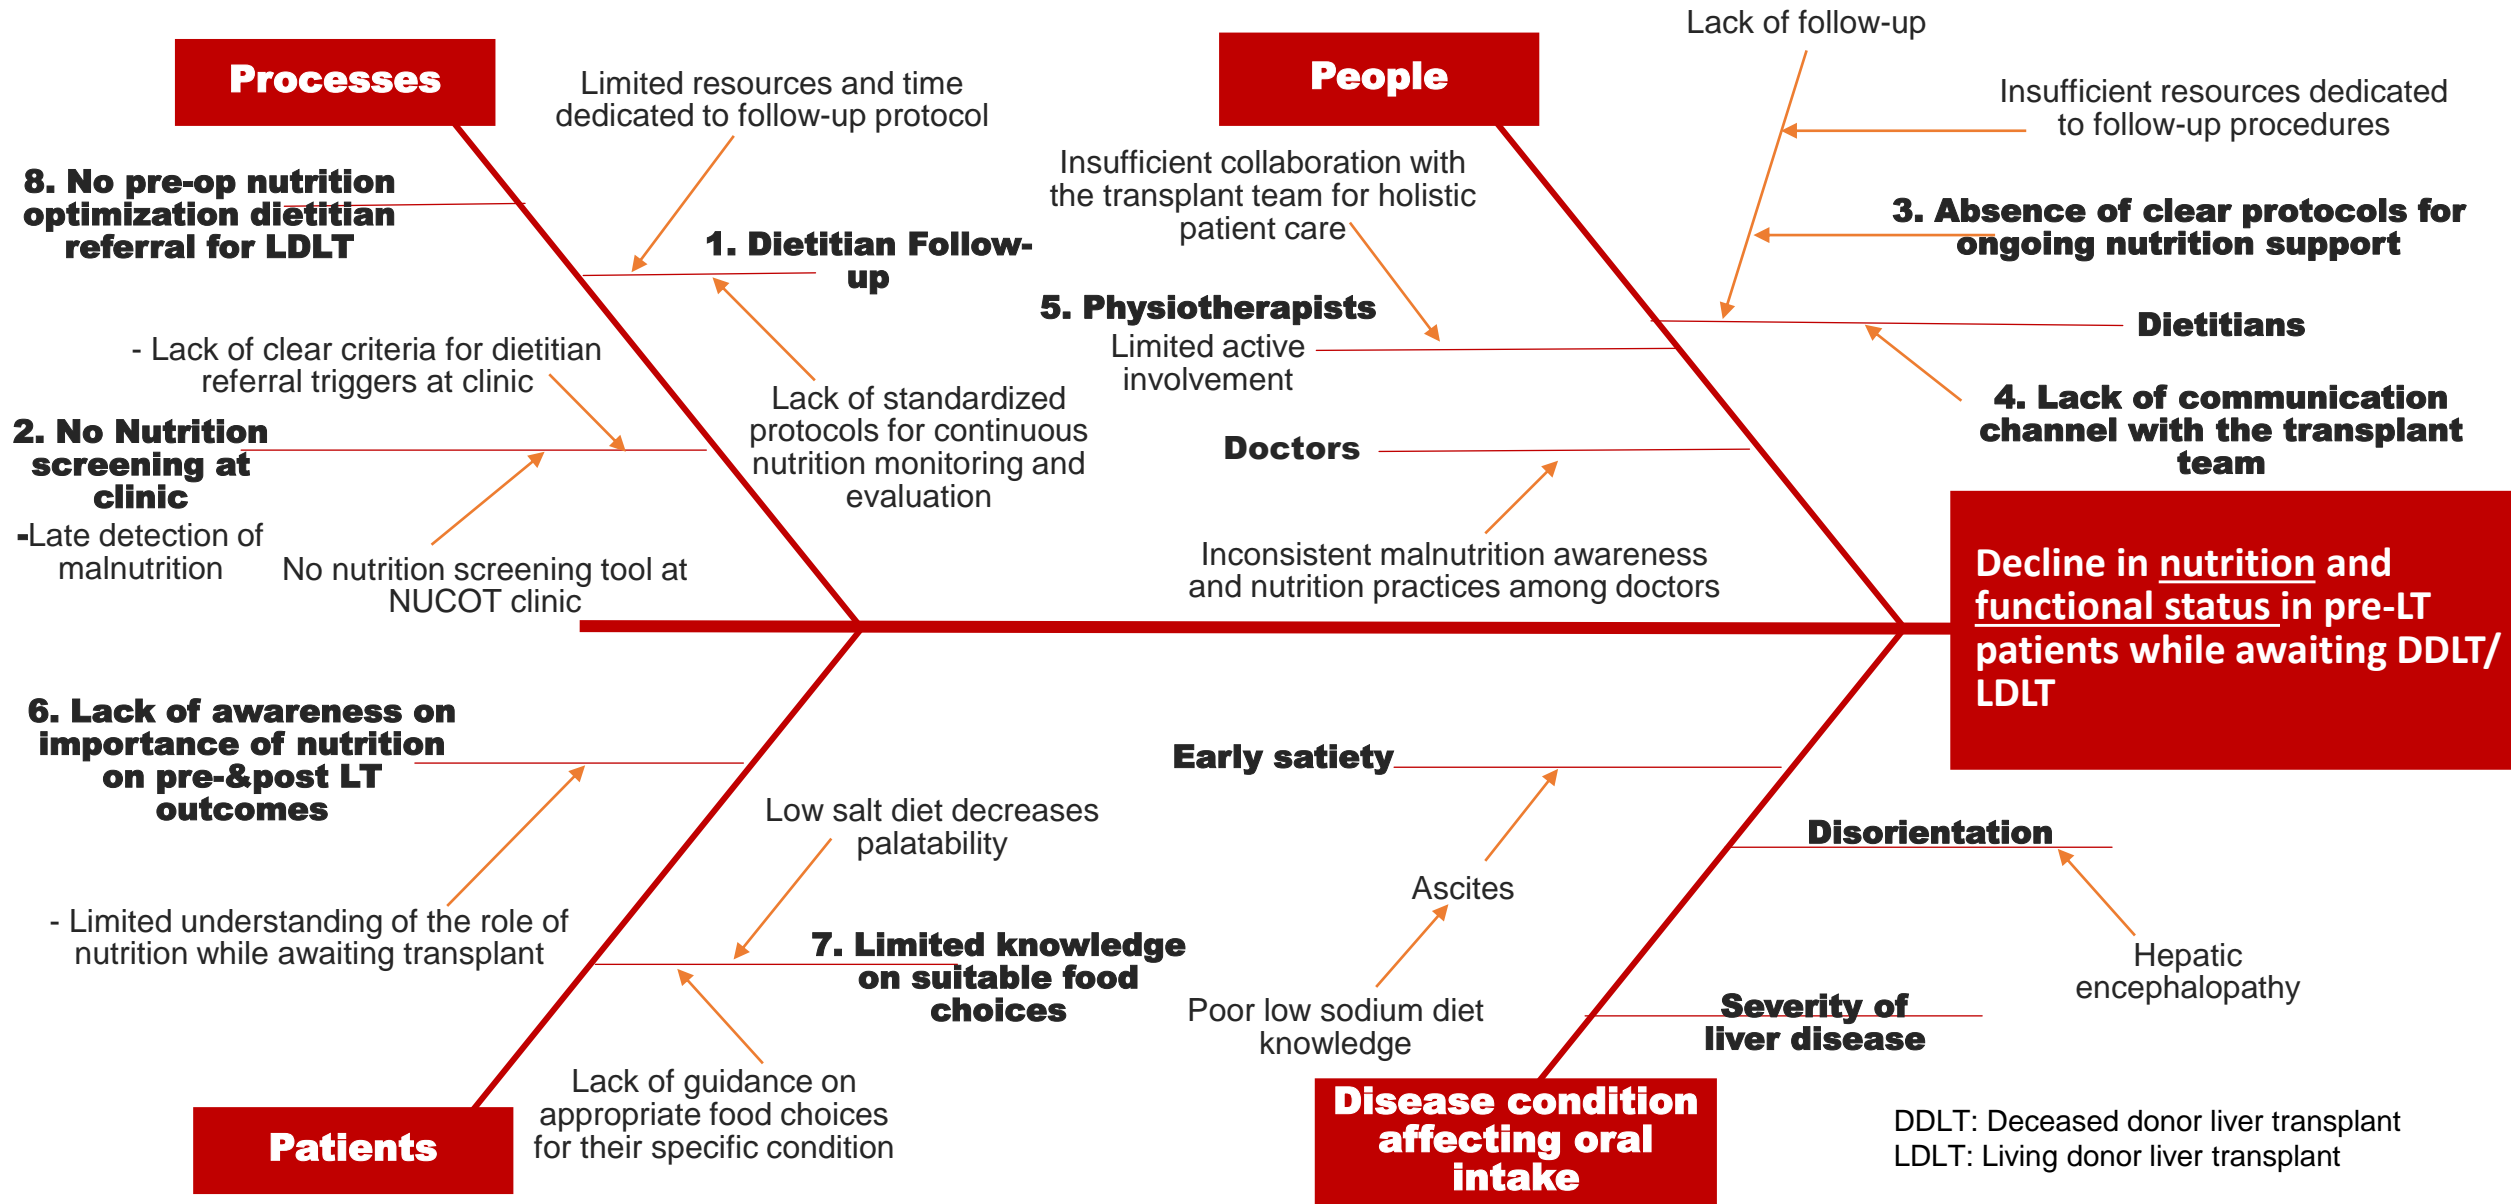 Processes
Limited resources and time
dedicated to follow-up protocol
8. No pre-op nutrition
optimization dietitian
referral for LDLT
1. Dietitian Follow-
up
- Lack of clear criteria for dietitian
referral triggers at clinic
2. No Nutrition
screening at
clinic
-Late detection of
malnutrition
No nutrition screening tool at
NUCOT clinic
Lack of standardized
protocols for continuous
nutrition monitoring and
evaluation
People
Lack of follow-up
Insufficient resources dedicated
to follow-up procedures
Insufficient collaboration with
the transplant team for holistic
patient care
3. Absence of clear protocols for
ongoing nutrition support
5. Physiotherapists
Limited active
involvement
Dietitians
4. Lack of communication
channel with the transplant
team
Doctors
Inconsistent malnutrition awareness
and nutrition practices among doctors
Decline in nutrition and
functional status in pre-LT
patients while awaiting DDLT/
LDLT
6. Lack of awareness on
importance of nutrition
on pre-&post LT
outcomes
Low salt diet decreases
palatability
- Limited understanding of the role of
nutrition while awaiting transplant
7. Limited knowledge
on suitable food
choices
Lack of guidance on
appropriate food choices
for their specific condition
Patients
Early satiety
Disorientation
Ascites
Hepatic
encephalopathy
Poor low sodium diet
knowledge
Severity of
liver disease
Disease condition
affecting oral
intake
DDLT: Deceased donor liver transplant
LDLT: Living donor liver transplant